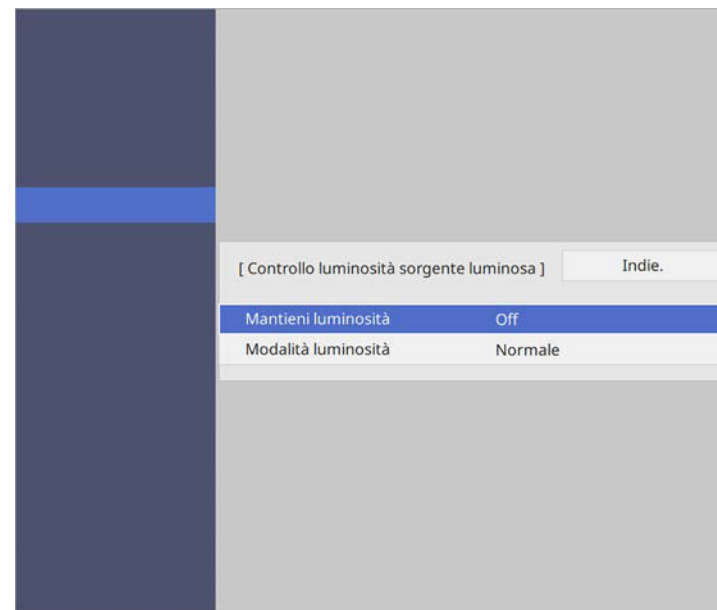 [ Controllo luminosità sorgente luminosa ] Indie.
Mantieni luminosità Off
Modalità luminosità Normale